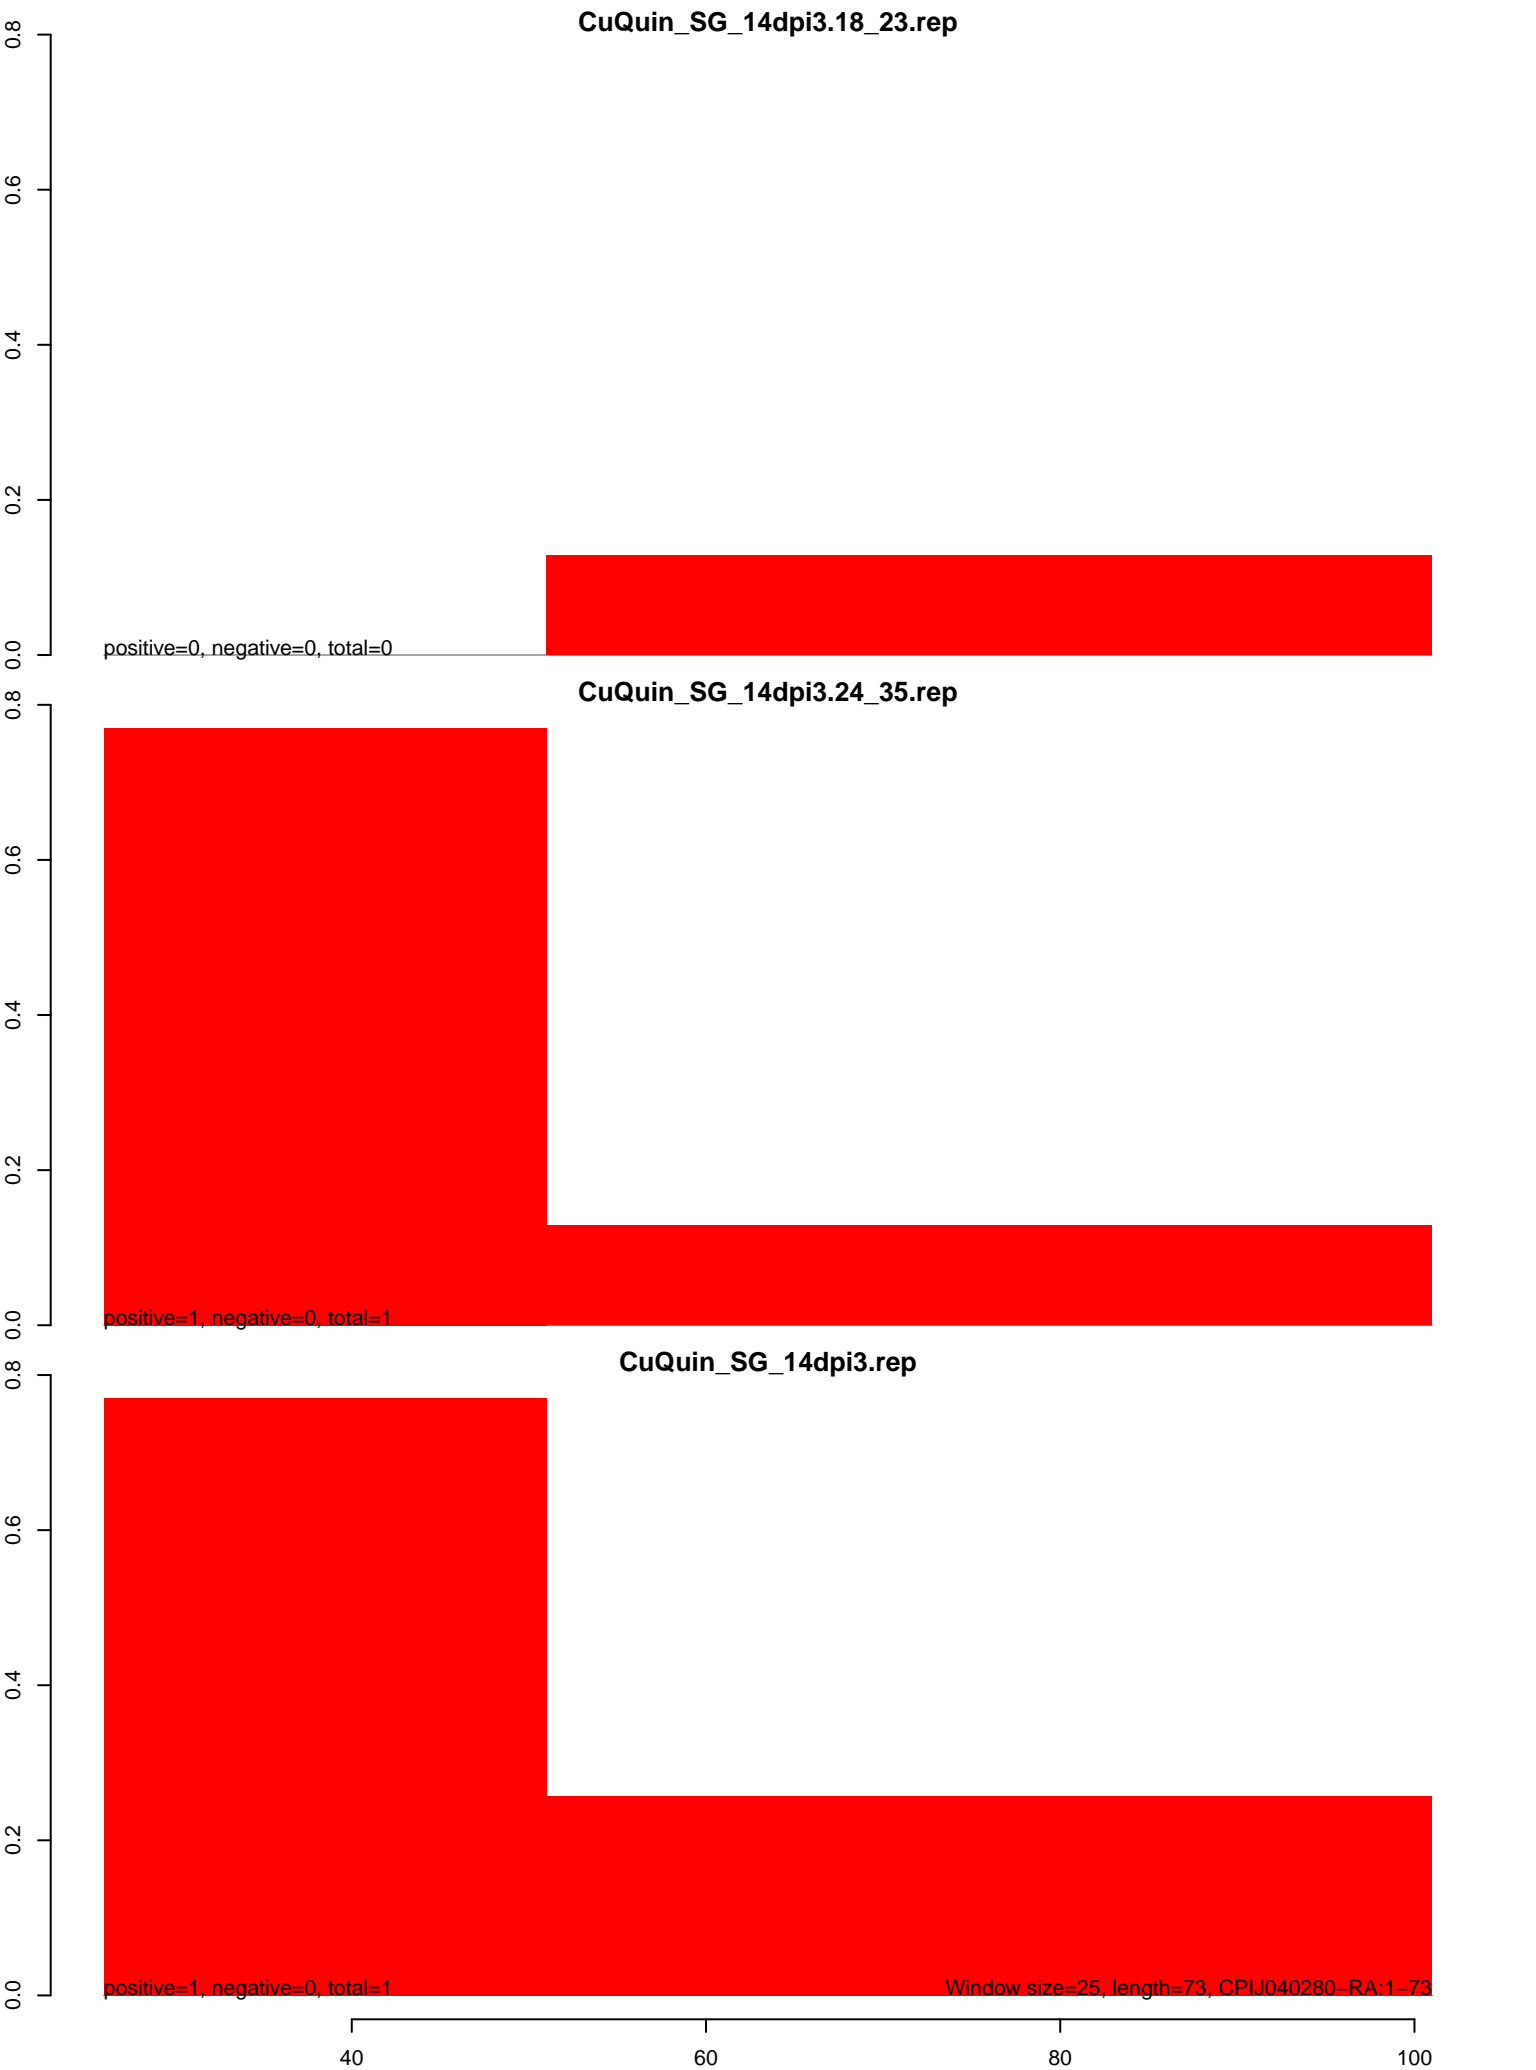 CuQuin_SG_14dpi3.18_23.rep
0.8
0.6
0.4
0.2
0.0
positive=0, negative=0, total=0
CuQuin_SG_14dpi3.24_35.rep
0.8
0.6
0.4
0.2
0.0
positive=1, negative=0, total=1
CuQuin_SG_14dpi3.rep
0.8
0.6
0.4
0.2
0.0
positive=1, negative=0, total=1
Window size=25, length=73, CPIJ040280−RA:1−73
40 60 80 100